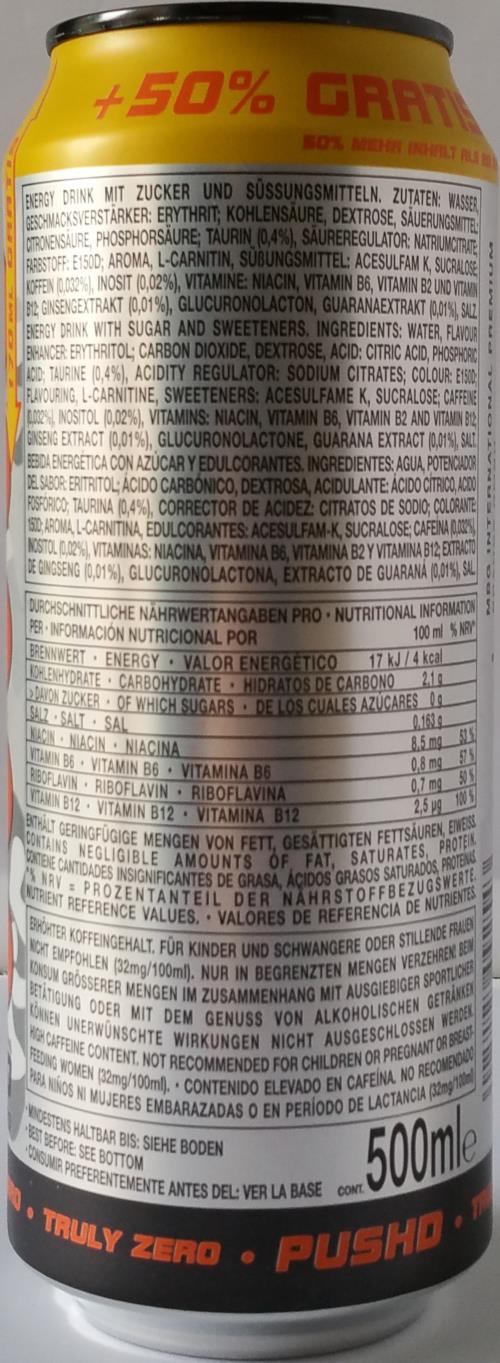 +50% GRATIS
50% MEHR INHALT ALS
ENERGY DRINK MIT ZUCKER UND SÜSSUNGSMITTELN. ZUTATEN: WASSER,
GESCHMACKSVERSTÄRKER: ERYTHRIT; KOHLENSÄURE, DEXTROSE, SÄUERUNGSMITTEL:
CITRONENSÄURE, PHOSPHORSÄURE; TAURIN (0,4%), SÄUREREGULATOR: NATRIUMCITRATE;
FARBSTOFF: E150D; AROMA, L-CARNITIN, SÜßUNGSMITTEL: ACESULFAM K, SUCRALOSE;
KOFFEIN (0,032%), INOSIT (0,02%), VITAMINE: NIACIN, VITAMIN B6, VITAMIN B2 UND VITAMIN
B12; GINSENGEXTRAKT (0,01%), GLUCURONOLACTON, GUARANAEXTRAKT (0,01%), SALZ.
ENERGY DRINK WITH SUGAR AND SWEETENERS. INGREDIENTS: WATER, FLAVOUR
ENHANCER: ERYTHRITOL; CARBON DIOXIDE, DEXTROSE, ACID: CITRIC ACID, PHOSPHORIC
ACID; TAURINE (0,4%), ACIDITY REGULATOR: SODIUM CITRATES; COLOUR: E150D;
FLAVOURING, L-CARNITINE, SWEETENERS: ACESULFAME K, SUCRALOSE; CAFFEINE
(0,032%), INOSITOL (0,02%), VITAMINS: NIACIN, VITAMIN B6, VITAMIN B2 AND VITAMIN B12;
GINSENG EXTRACT (0,01%), GLUCURONOLACTONE, GUARANA EXTRACT (0,01%), SALT.
BEBIDA ENERGÉTICA CON AZÚCAR Y EDULCORANTES. INGREDIENTES: AGUA, POTENCIADOR
DEL SABOR: ERITRITOL; ÁCIDO CARBÓNICO, DEXTROSA, ACIDULANTE: ÁCIDO CÍTRICO, ÁCIDO
FOSFÓRICO; TAURINA (0,4%), CORRECTOR DE ACIDEZ: CITRATOS DE SODIO; COLORANTE:
150D; AROMA, L-CARNITINA, EDULCORANTES: ACESULFAM-K, SUCRALOSE; CAFEÍNA (0,032%),
INOSITOL (0,02%), VITAMINAS: NIACINA, VITAMINA B6, VITAMINA B2 Y VITAMINA B12; EXTRACTO
DE GINGSENG (0,01%), GLUCURONOLACTONA, EXTRACTO DE GUARANÁ (0,01%), SAL.
DURCHSCHNITTLICHE NÄHRWERTANGABEN PRO • NUTRITIONAL INFORMATION
PER • INFORMACIÓN NUTRICIONAL POR 100 ml % NRV*
BRENNWERT • ENERGY • VALOR ENERGÉTICO 17 kJ / 4 kcal
KOHLENHYDRATE • CARBOHYDRATE • HIDRATOS DE CARBONO 2,1 g
> DAVON ZUCKER • OF WHICH SUGARS • DE LOS CUALES AZÚCARES 0 g
SALZ • SALT • SAL 0,163 g
NIACIN • NIACIN • NIACINA 8,5 mg 53 %
VITAMIN B6 • VITAMIN B6 • VITAMINA B6 0,8 mg 57 %
RIBOFLAVIN • RIBOFLAVIN • RIBOFLAVINA 0,7 mg 50 %
VITAMIN B12 • VITAMIN B12 • VITAMINA B12 2,5 µg 100 %
ENTHÄLT GERINGFÜGIGE MENGEN VON FETT, GESÄTTIGTEN FETTSÄUREN, EIWEISS.
CONTAINS NEGLIGIBLE AMOUNTS OF FAT, SATURATES, PROTEIN.
CONTIENE CANTIDADES INSIGNIFICANTES DE GRASA, ÁCIDOS GRASOS SATURADOS, PROTEÍNAS.
*% NRV = PROZENTANTEIL DER NÄHRSTOFFBEZUGSWERTE.
NUTRIENT REFERENCE VALUES. • VALORES DE REFERENCIA DE NUTRIENTES.
ERHÖHTER KOFFEINGEHALT. FÜR KINDER UND SCHWANGERE ODER STILLENDE FRAUEN
NICHT EMPFOHLEN (32mg/100ml). NUR IN BEGRENZTEN MENGEN VERZEHREN! BEIM
KONSUM GRÖSSERER MENGEN IM ZUSAMMENHANG MIT AUSGIEBIGER SPORTLICHER
BETÄTIGUNG ODER MIT DEM GENUSS VON ALKOHOLISCHEN GETRÄNKEN
KÖNNEN UNERWÜNSCHTE WIRKUNGEN NICHT AUSGESCHLOSSEN WERDEN.
HIGH CAFFEINE CONTENT. NOT RECOMMENDED FOR CHILDREN OR PREGNANT OR BREAST-
FEEDING WOMEN (32mg/100ml). • CONTENIDO ELEVADO EN CAFEÍNA. NO RECOMENDADO
PARA NIÑOS NI MUJERES EMBARAZADAS O EN PERÍODO DE LACTANCIA (32mg/100ml)
• MINDESTENS HALTBAR BIS: SIEHE BODEN
• BEST BEFORE: SEE BOTTOM
• CONSUMIR PREFERENTEMENTE ANTES DEL: VER LA BASE
CONT. 500ml e
• TRULY ZERO • PUSHD •
MBG INTERNATIONAL PREMIUM